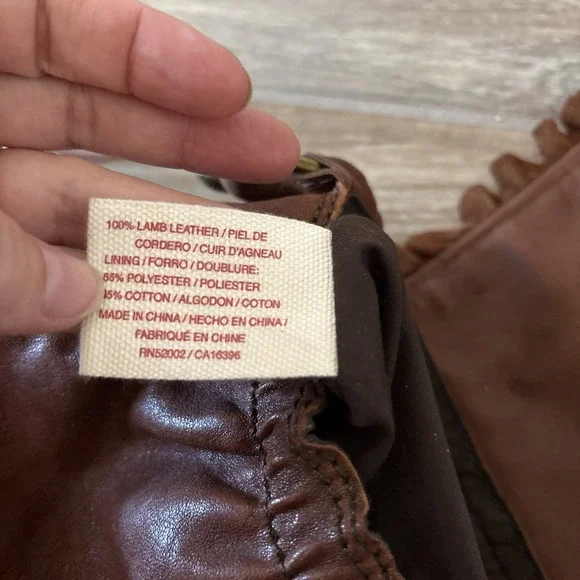 100% LAMB LEATHER / PIEL DE
CORDERO / CUIR D'AGNEAU
LINING / FORRO / DOUBLURE:
65% POLYESTER / POLIESTER
35% COTTON / ALGODON / COTON
MADE IN CHINA / HECHO EN CHINA /
FABRIQUÉ EN CHINE
RN52002 / CA16396